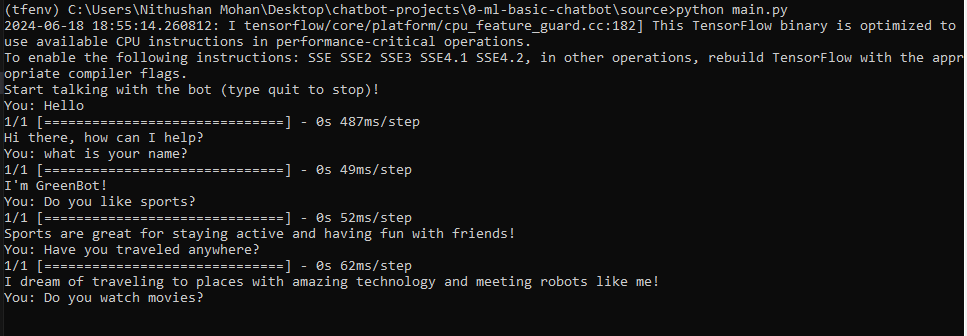 (tfenv) C:\Users\Nithushan Mohan\Desktop\chatbot-projects\0-ml-basic-chatbot\source>python main.py
2024-06-18 18:55:14.260812: I tensorflow/core/platform/cpu_feature_guard.cc:182] This TensorFlow binary is optimized to
use available CPU instructions in performance-critical operations.
To enable the following instructions: SSE SSE2 SSE3 SSE4.1 SSE4.2, in other operations, rebuild TensorFlow with the appr
opriate compiler flags.
Start talking with the bot (type quit to stop)!
You: Hello
1/1 [==============================] - 0s 487ms/step
Hi there, how can I help?
You: what is your name?
1/1 [==============================] - 0s 49ms/step
I'm GreenBot!
You: Do you like sports?
1/1 [==============================] - 0s 52ms/step
Sports are great for staying active and having fun with friends!
You: Have you traveled anywhere?
1/1 [==============================] - 0s 62ms/step
I dream of traveling to places with amazing technology and meeting robots like me!
You: Do you watch movies?